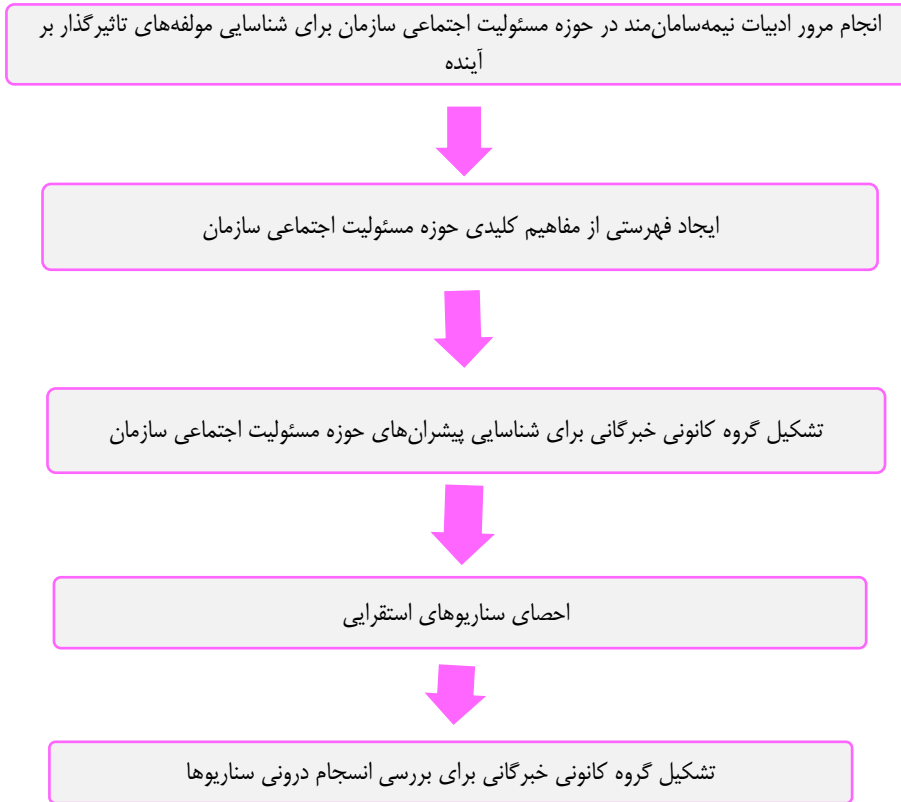 انجام مرور ادبیات نیمه‌سامان‌مند در حوزه مسئولیت اجتماعی سازمان برای شناسایی مولفه‌های تاثیرگذار بر
آینده
ایجاد فهرستی از مفاهیم کلیدی حوزه مسئولیت اجتماعی سازمان
تشکیل گروه کانونی خبرگانی برای شناسایی پیشران‌های حوزه مسئولیت اجتماعی سازمان
احصای سناریوهای استقرایی
تشکیل گروه کانونی خبرگانی برای بررسی انسجام درونی سناریوها